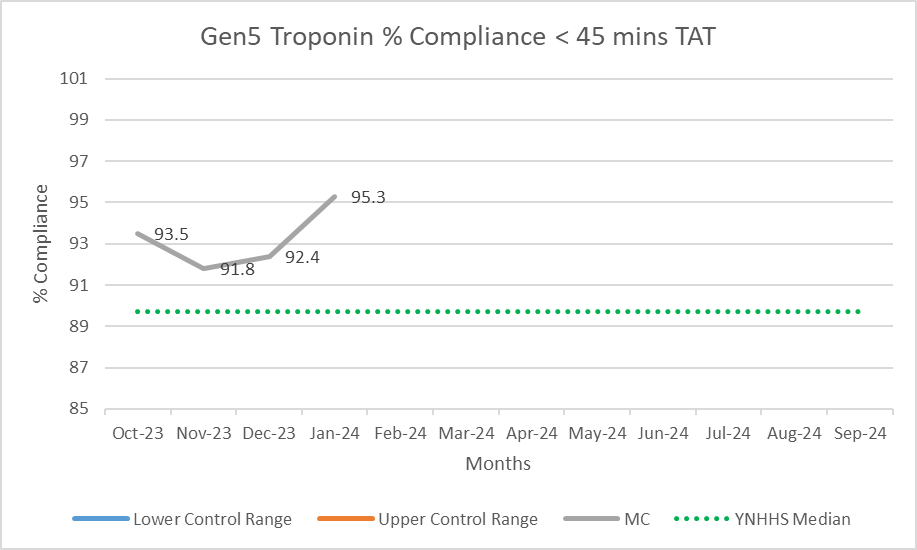 Gen5 Troponin % Compliance < 45 mins TAT
% Compliance
101
99
97
95
93
91
89
87
85
93.5
91.8
92.4
95.3
Oct-23 Nov-23 Dec-23 Jan-24 Feb-24 Mar-24 Apr-24 May-24 Jun-24 Jul-24 Aug-24 Sep-24
Months
Lower Control Range Upper Control Range MC YNHHS Median